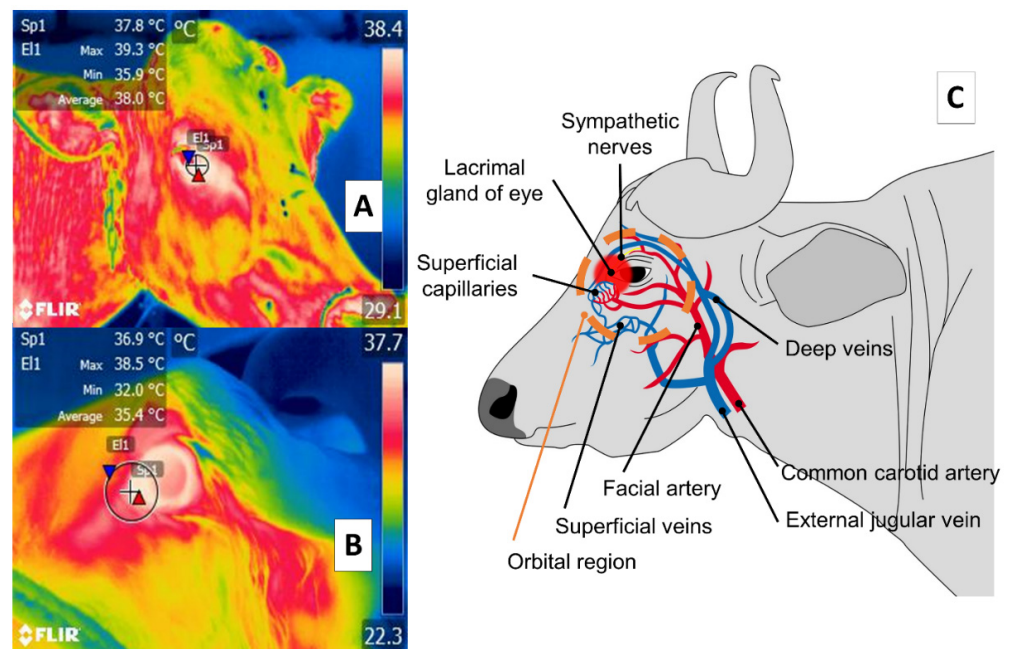 Sp1 37.8 °C °C 38.4
El1 Max 39.3 °C
Min 35.9 °C
Average 38.0 °C
El1
Sp1
A
FLIR 29.1
Sp1 36.9 °C °C 37.7
El1 Max 38.5 °C
Min 32.0 °C
Average 35.4 °C
El1
Sp1
B
FLIR 22.3
C
Sympathetic
nerves
Lacrimal
gland of eye
Superficial
capillaries
Deep veins
Common carotid artery
Facial artery
External jugular vein
Superficial veins
Orbital region